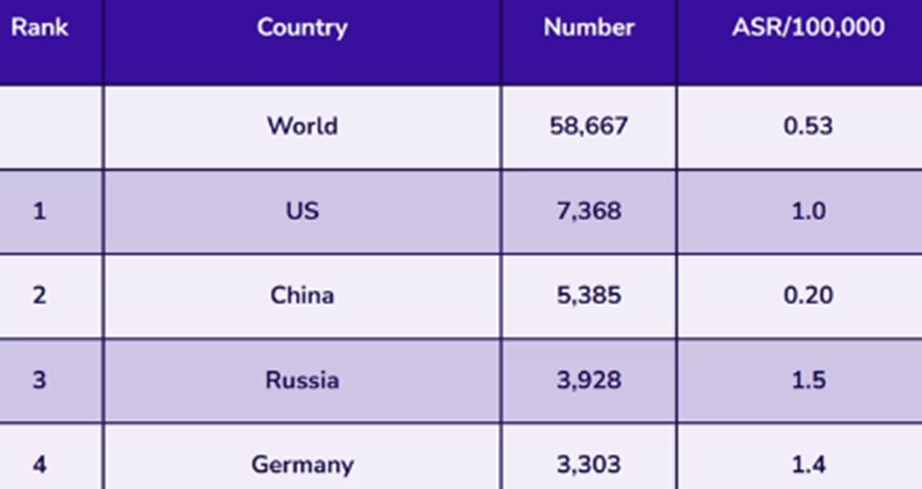 Rank Country Number ASR/100,000
World 58,667 0.53
1 US 7,368 1.0
2 China 5,385 0.20
3 Russia 3,928 1.5
4 Germany 3,303 1.4